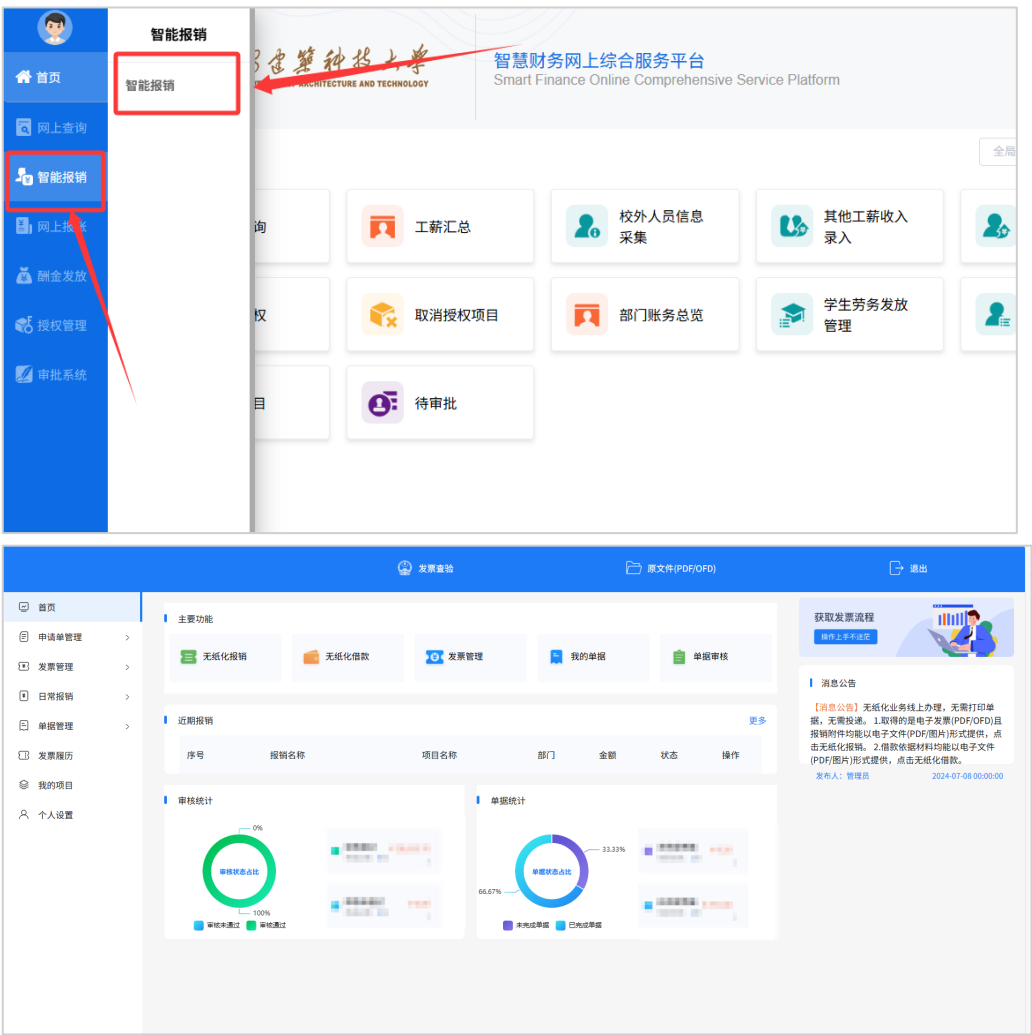 智能报销
首页
智能报销
网上查询
智能报销
网上报账
酬金发放
授权管理
审批系统
建筑科技大学
ARCHITECTURE AND TECHNOLOGY
智慧财务网上综合服务平台
Smart Finance Online Comprehensive Service Platform
全局
询
工薪汇总
校外人员信息
采集
其他工薪收入
录入
权
取消授权项目
部门账务总览
学生劳务发放
管理
目
待审批
发票查验
原文件(PDF/OFD)
退出
首页
申请单管理
发票管理
日常报销
单据管理
发票履历
我的项目
个人设置
主要功能
无纸化报销
无纸化借款
发票管理
我的单据
单据审核
近期报销
更多
序号 报销名称 项目名称 部门 金额 状态 操作
审核统计
0%
审核状态占比
100%
审核未通过 审核通过
单据统计
33.33%
单据状态占比
66.67%
未完成单据 已完成单据
获取发票流程
操作上手不迷茫
消息公告
【消息公告】无纸化业务线上办理，无需打印单
据，无需投递。 1.取得的是电子发票(PDF/OFD)且
报销附件均能以电子文件(PDF/图片)形式提供，点
击无纸化报销。 2.借款依据材料均能以电子文件
(PDF/图片)形式提供，点击无纸化借款。
发布人：管理员 2024-07-08 00:00:00